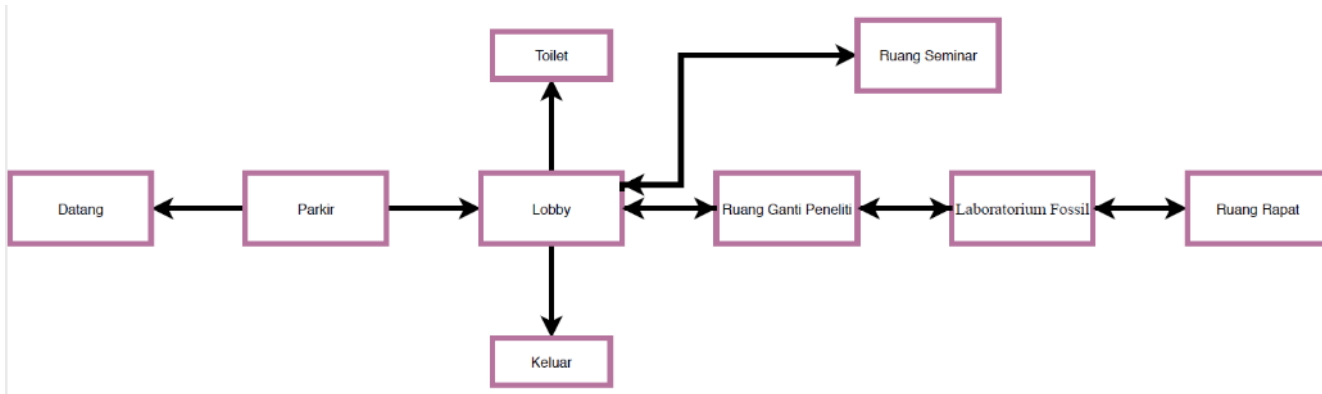 Toilet
Ruang Seminar
Datang
Parkir
Lobby
Ruang Ganti Peneliti
Laboratorium Fossil
Ruang Rapat
Keluar